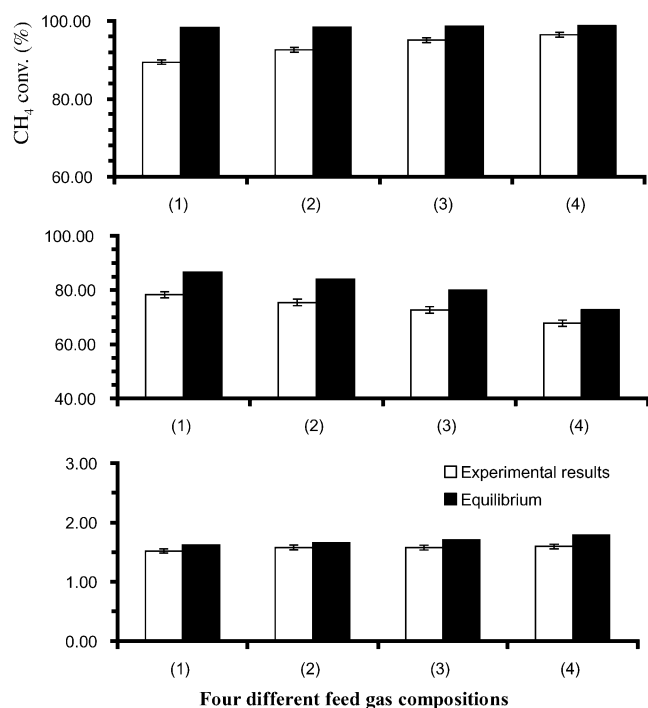 CH4 conv. (%)
100.00
80.00
60.00
(1) (2) (3) (4)
100.00
80.00
60.00
40.00
(1) (2) (3) (4)
3.00
2.00
1.00
0.00
Experimental results
Equilibrium
(1) (2) (3) (4)
Four different feed gas compositions